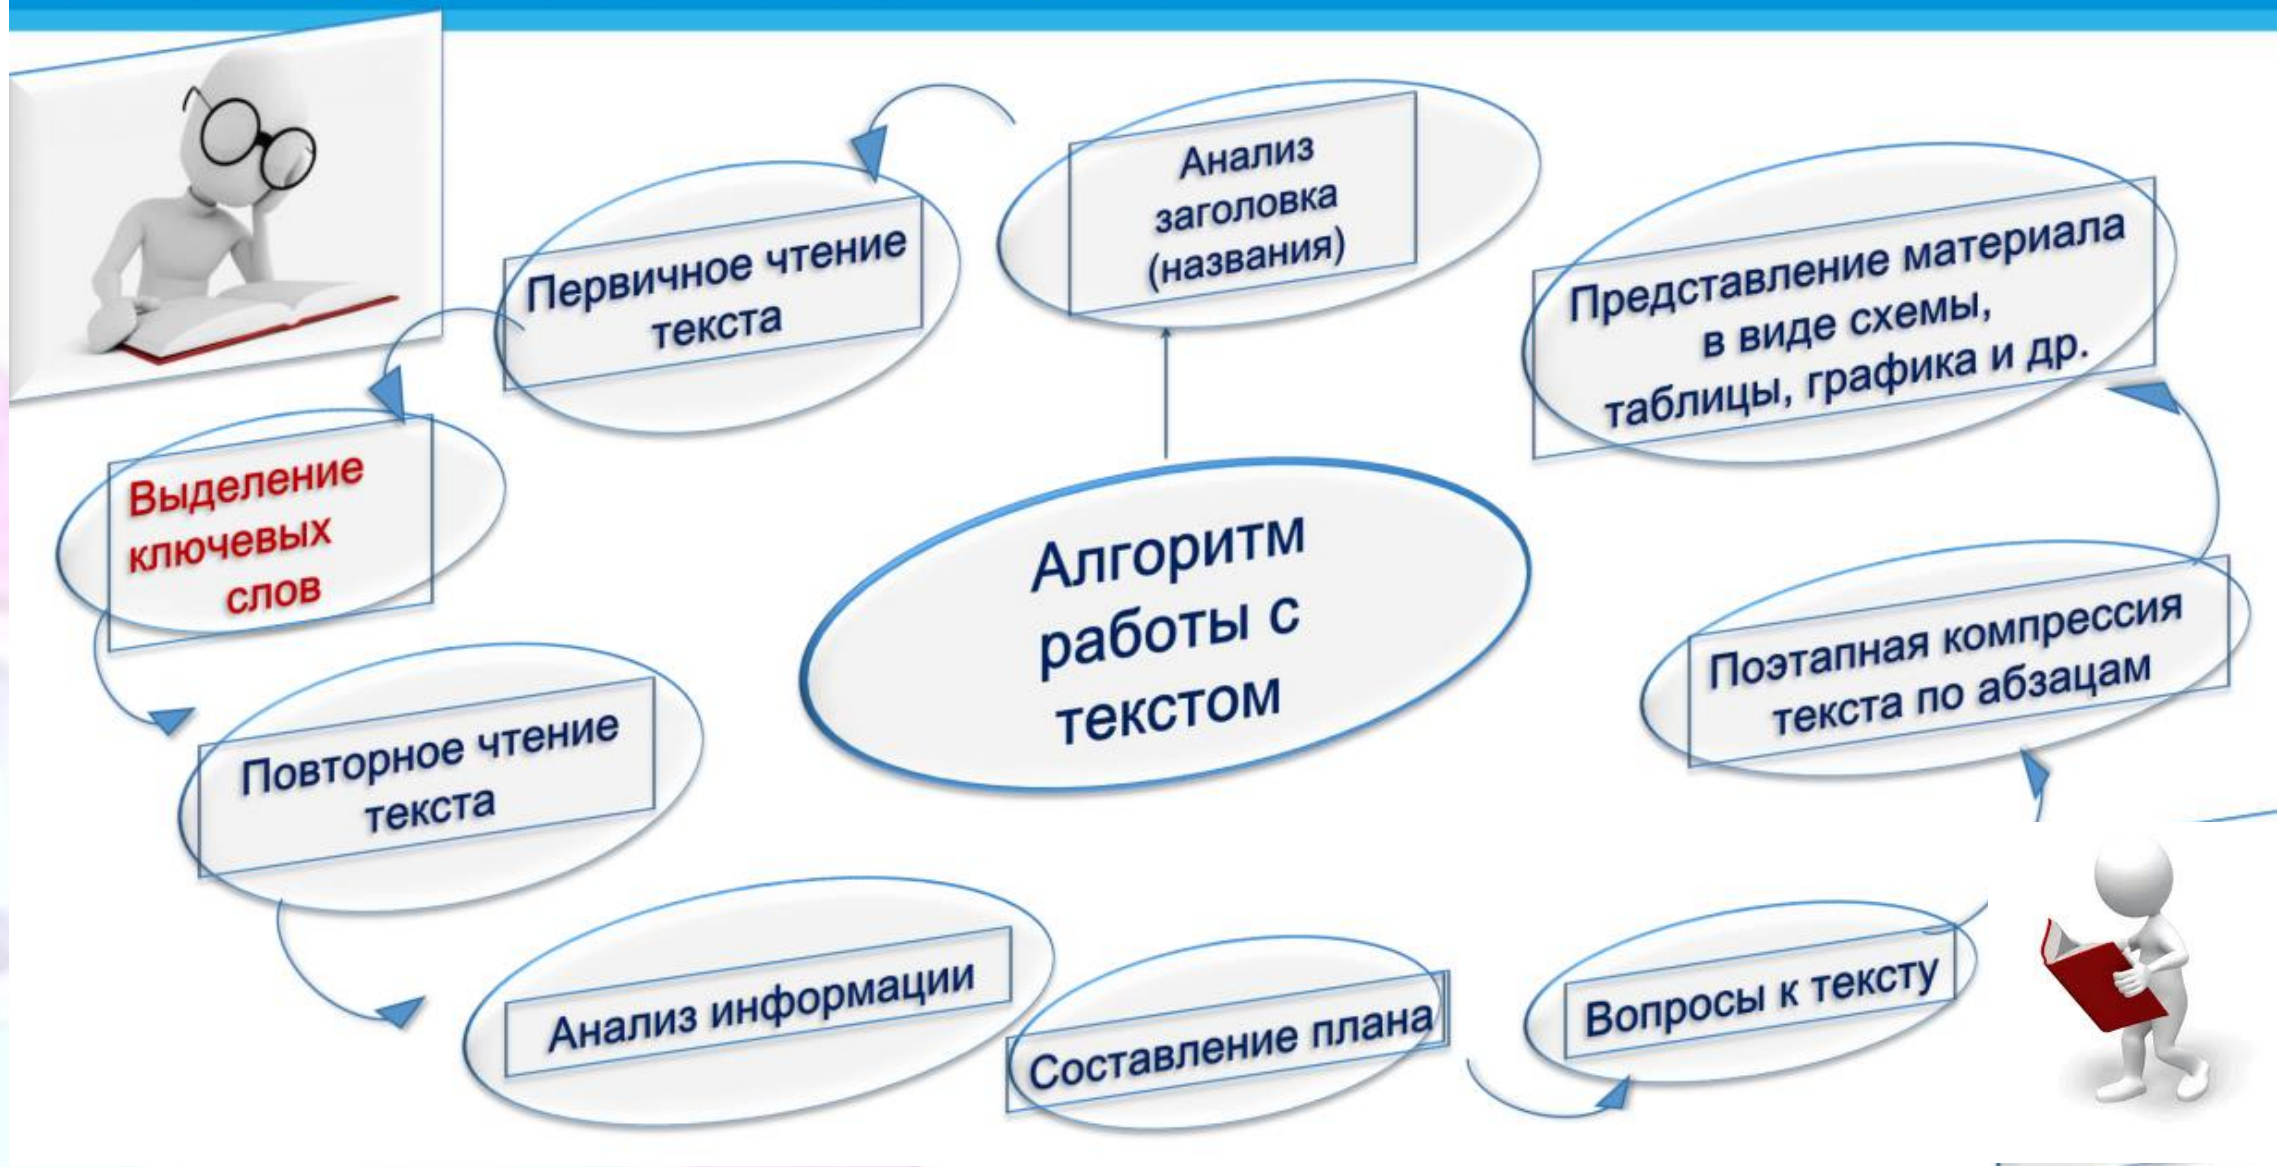 Анализ
заголовка
(названия)
Первичное чтение
текста
Выделение
ключевых
слов
Повторное чтение
текста
Анализ информации
Составление плана
Вопросы к тексту
Поэтапная компрессия
текста по абзацам
Представление материала
в виде схемы,
таблицы, графика и др.
Алгоритм
работы с
текстом